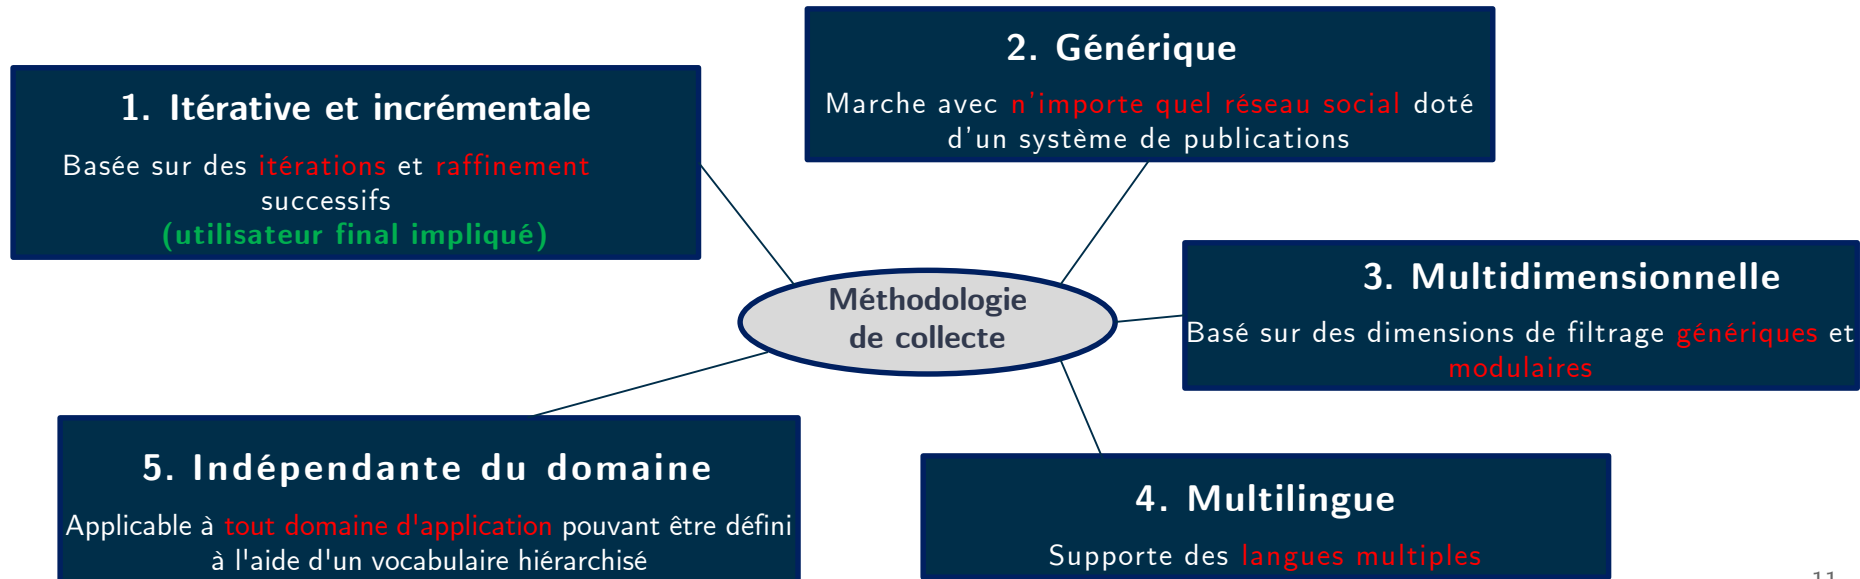 1. Itérative et incrémentale
Basée sur des itérations et raffinement
successifs
(utilisateur final impliqué)
2. Générique
Marche avec n'importe quel réseau social doté
d'un système de publications
Méthodologie
de collecte
3. Multidimensionnelle
Basé sur des dimensions de filtrage génériques et
modulaires
5. Indépendante du domaine
Applicable à tout domaine d'application pouvant être défini
à l'aide d'un vocabulaire hiérarchisé
4. Multilingue
Supporte des langues multiples
11